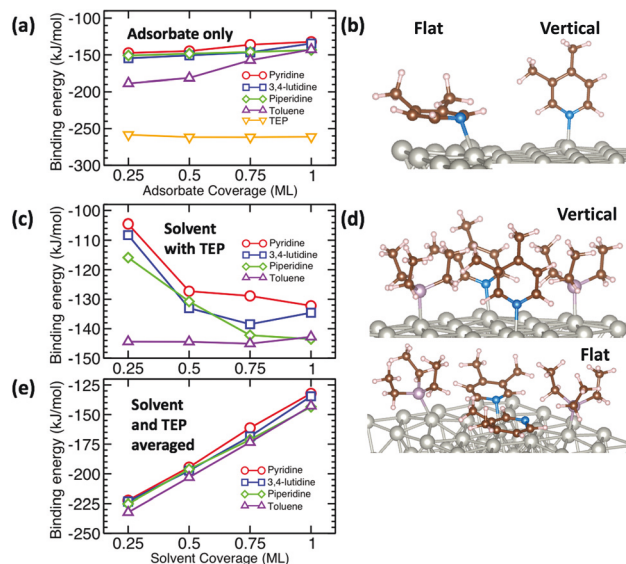 (a)
Adsorbate only
Binding energy (kJ/mol)
-100
-150
-200
-250
-300
Pyridine
3,4-lutidine
Piperidine
Toluene
TEP
0.25 0.5 0.75 1
Adsorbate Coverage (ML)
(b)
Flat Vertical
(c)
Solvent
with TEP
Binding energy (kJ/mol)
-100
-110
-120
-130
-140
-150
Pyridine
3,4-lutidine
Piperidine
Toluene
0.25 0.5 0.75 1
(d)
Vertical
Flat
(e)
Solvent
and TEP
averaged
Binding energy (kJ/mol)
-125
-150
-175
-200
-225
-250
Pyridine
3,4-lutidine
Piperidine
Toluene
0.25 0.5 0.75 1
Solvent Coverage (ML)